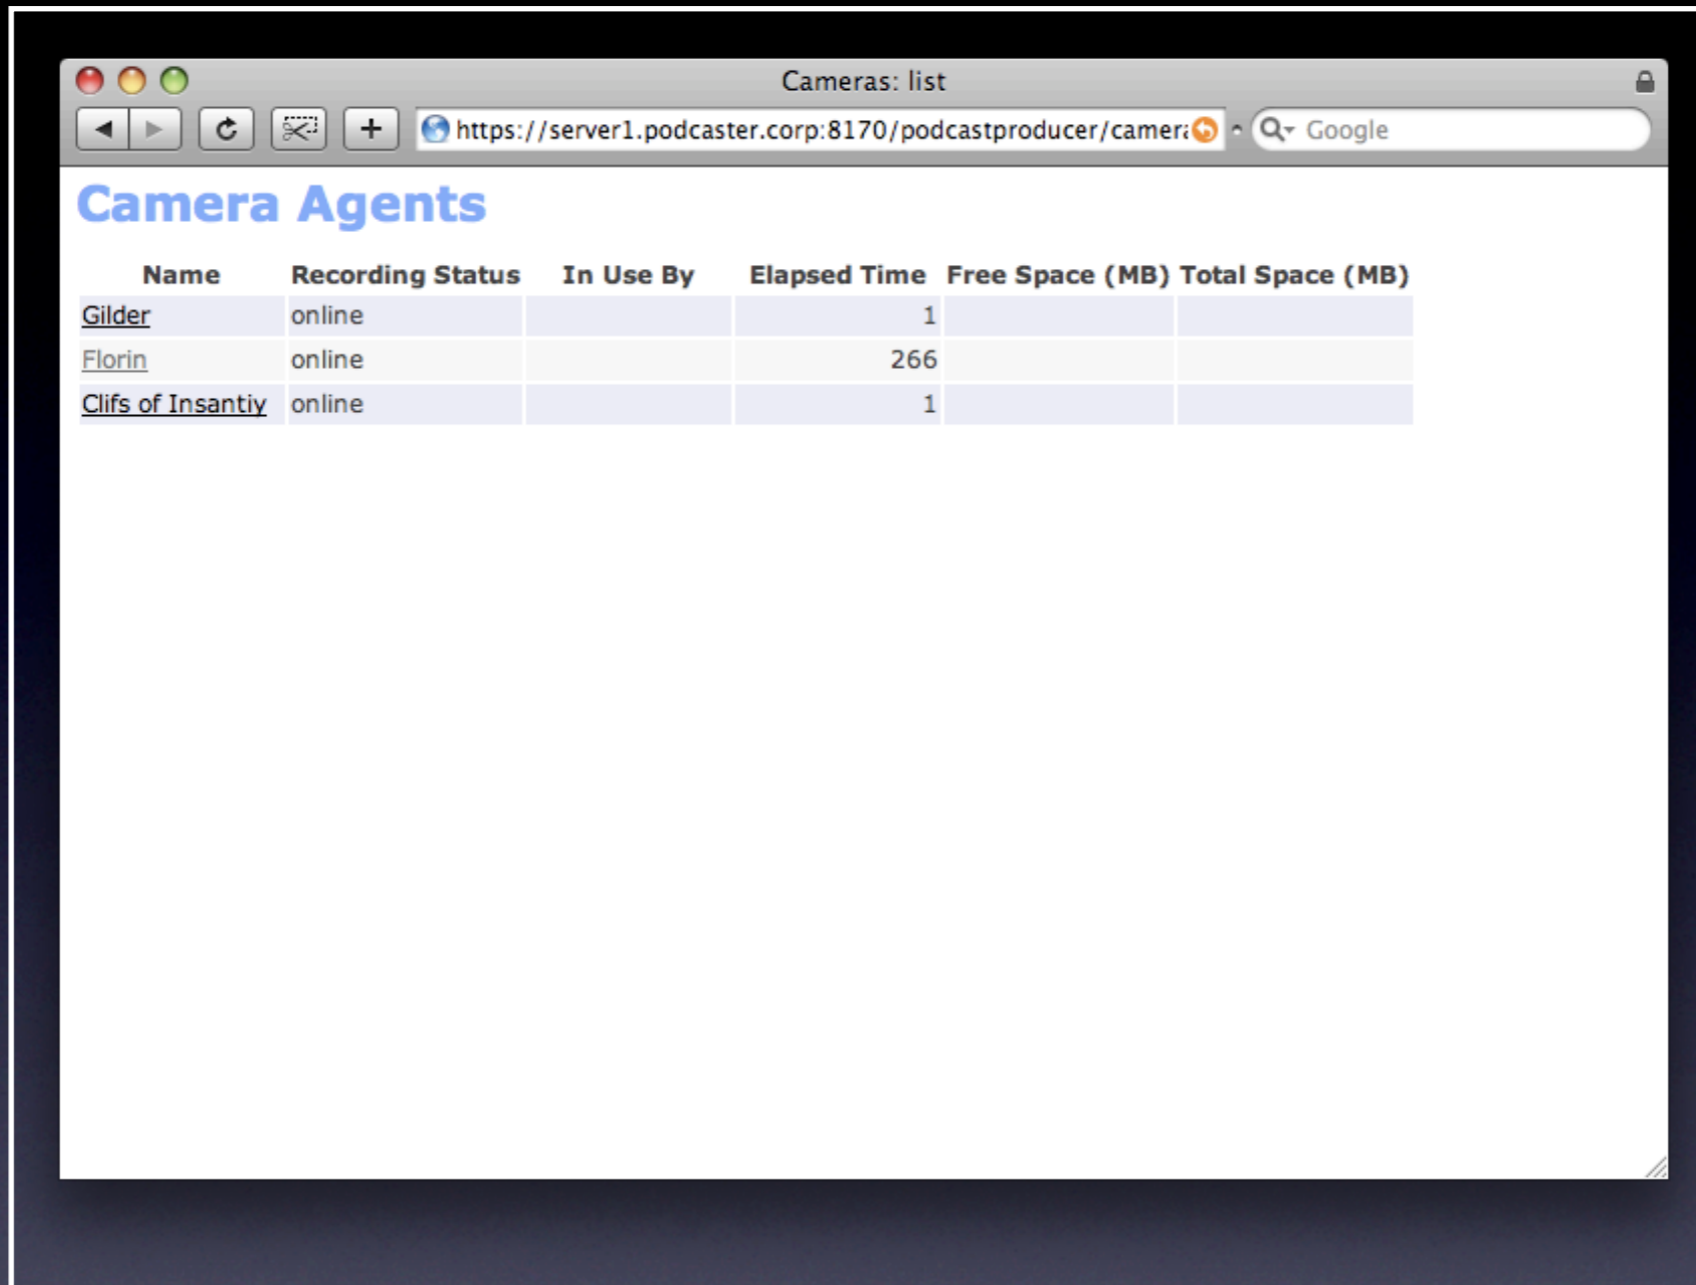 Cameras: list
https://server1.podcaster.corp:8170/podcastproducer/camera
Google
Camera Agents
Name Recording Status In Use By Elapsed Time Free Space (MB) Total Space (MB)
Gilder online 1
Florin online 266
Clifs of Insantiy online 1